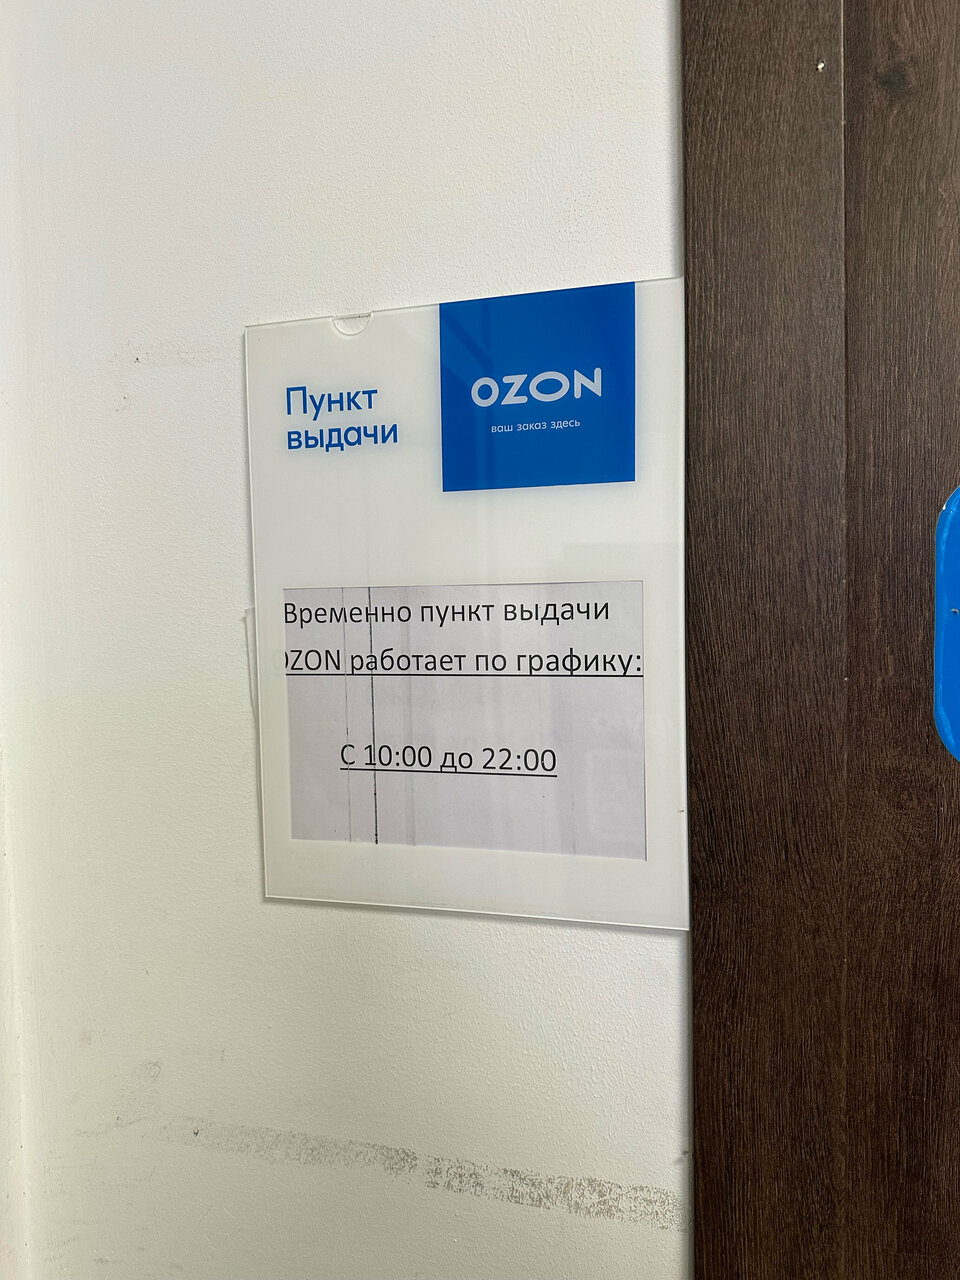 Пункт
выдачи
OZON
ваш заказ здесь
Временно пункт выдачи
OZON работает по графику:
С 10:00 до 22:00